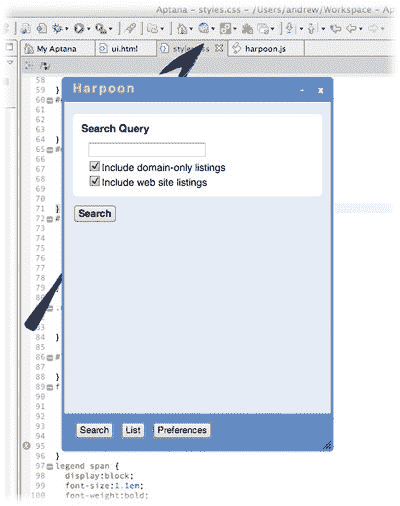 Aptana – styles.css – /Users/andrew/Workspace – Ap
My Aptana ui.html styles.css harpoon.js
58
59
60 #
Harpoon - x
Search Query
Include domain-only listings
Include web site listings
Search
64
65 #
66
67
68
69
70
71 }
72 #
73
74
75
76
77
78
79 }
80 .
81
82
83
84 }
85
86 #
87
88 }
89 f
90
91
92
93
94
Search List Preferences
95
96 }
97 legend span {
98 display:block;
99 font-size:1.1em;
100 font-weight:bold;